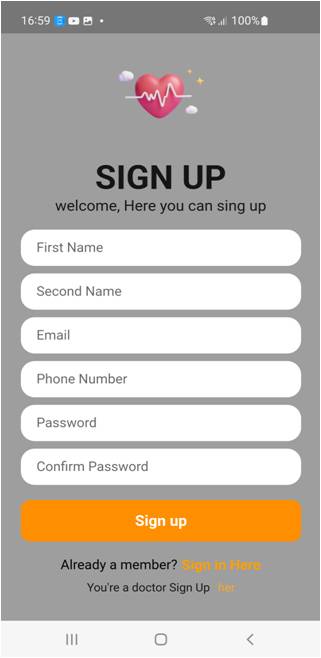 16:59 100%
SIGN UP
welcome, Here you can sing up
First Name
Second Name
Email
Phone Number
Password
Confirm Password
Sign up
Already a member? Sign in Here
You're a doctor Sign Up her